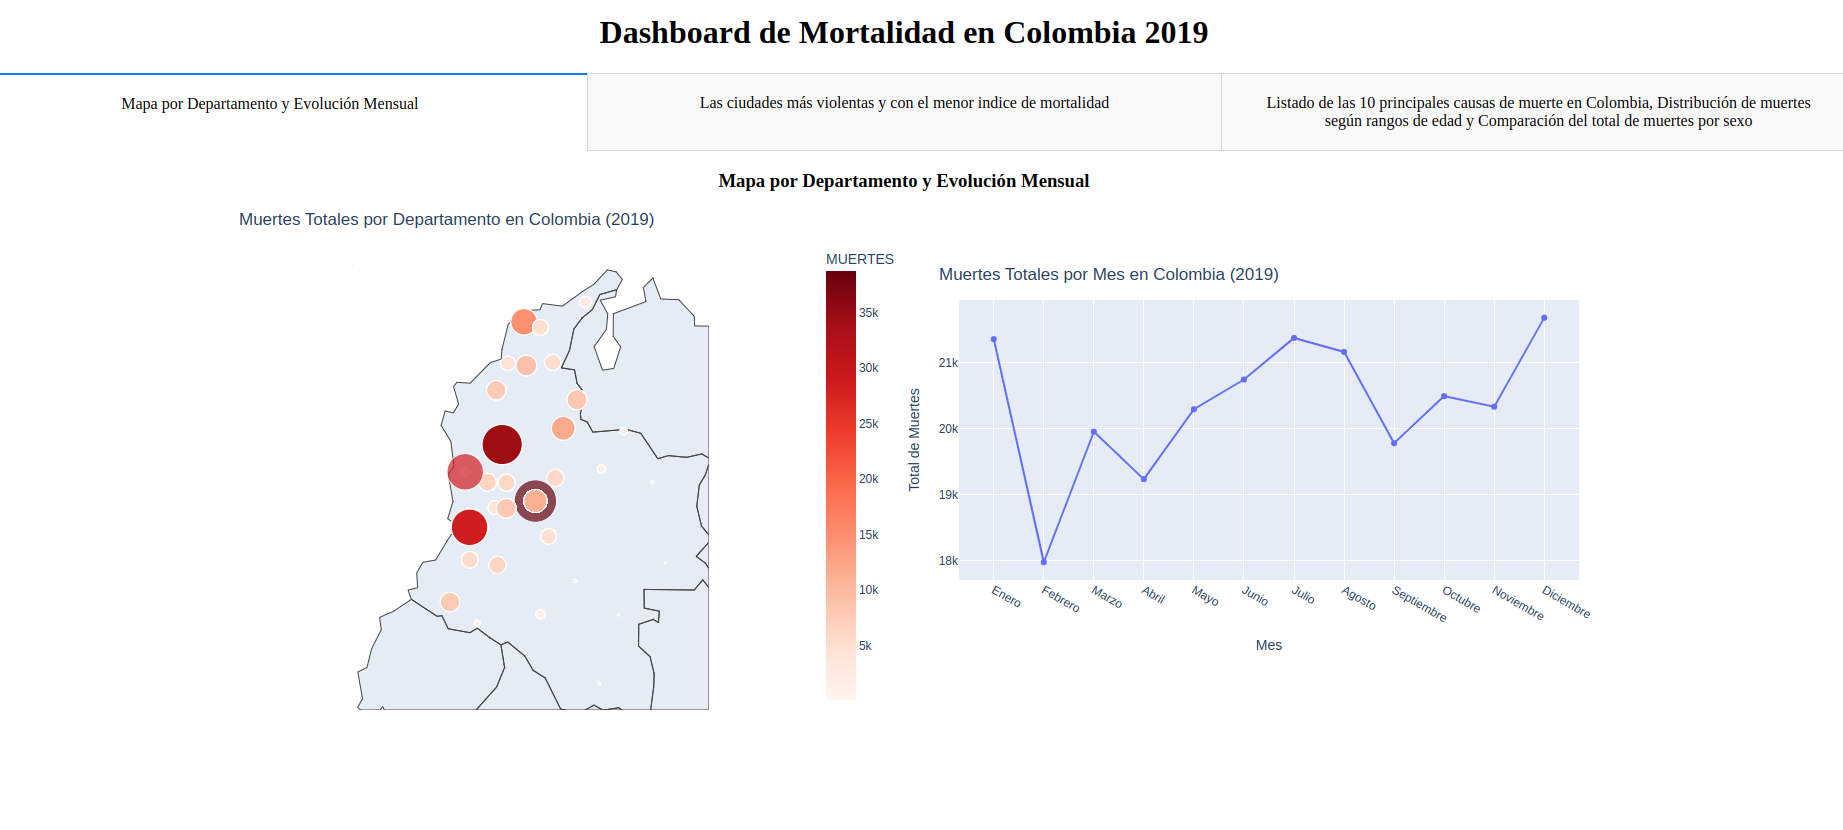 Dashboard de Mortalidad en Colombia 2019
Mapa por Departamento y Evolución Mensual
Las ciudades más violentas y con el menor indice de mortalidad
Listado de las 10 principales causas de muerte en Colombia, Distribución de muertes
según rangos de edad y Comparación del total de muertes por sexo
Mapa por Departamento y Evolución Mensual
Muertes Totales por Departamento en Colombia (2019)
MUERTES
35k
30k
25k
20k
15k
10k
5k
Muertes Totales por Mes en Colombia (2019)
Total de Muertes
21k
20k
19k
18k
Enero
Febrero
Marzo
Abril
Mayo
Junio
Julio
Agosto
Septiembre
Octubre
Noviembre
Diciembre
Mes